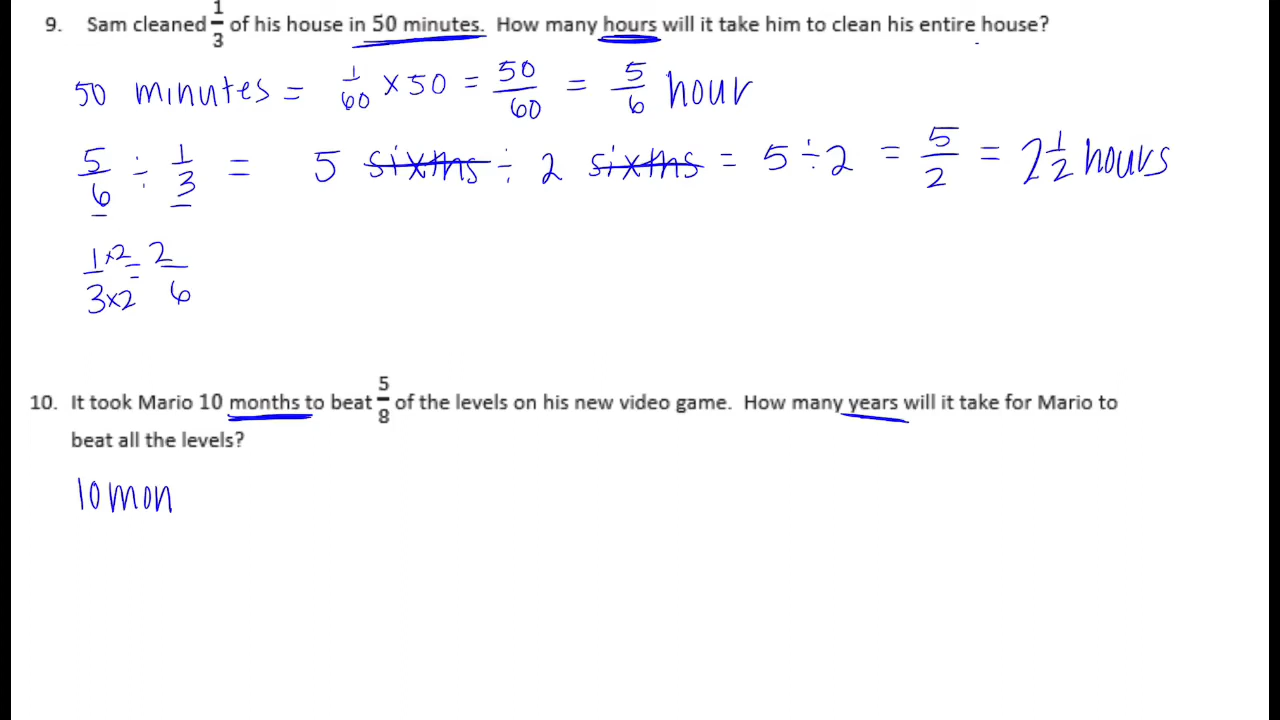 9. Sam cleaned 1/3 of his house in 50 minutes. How many hours will it take him to clean his entire house?
50 minutes = 1/60 × 50 = 50/60 = 5/6 hour
5/6 ÷ 1/3 = 5 sixths ÷ 2 sixths = 5 ÷ 2 = 5/2 = 2 1/2 hours
1×2/3×2 = 2/6
10. It took Mario 10 months to beat 5/8 of the levels on his new video game. How many years will it take for Mario to
beat all the levels?
10 mon